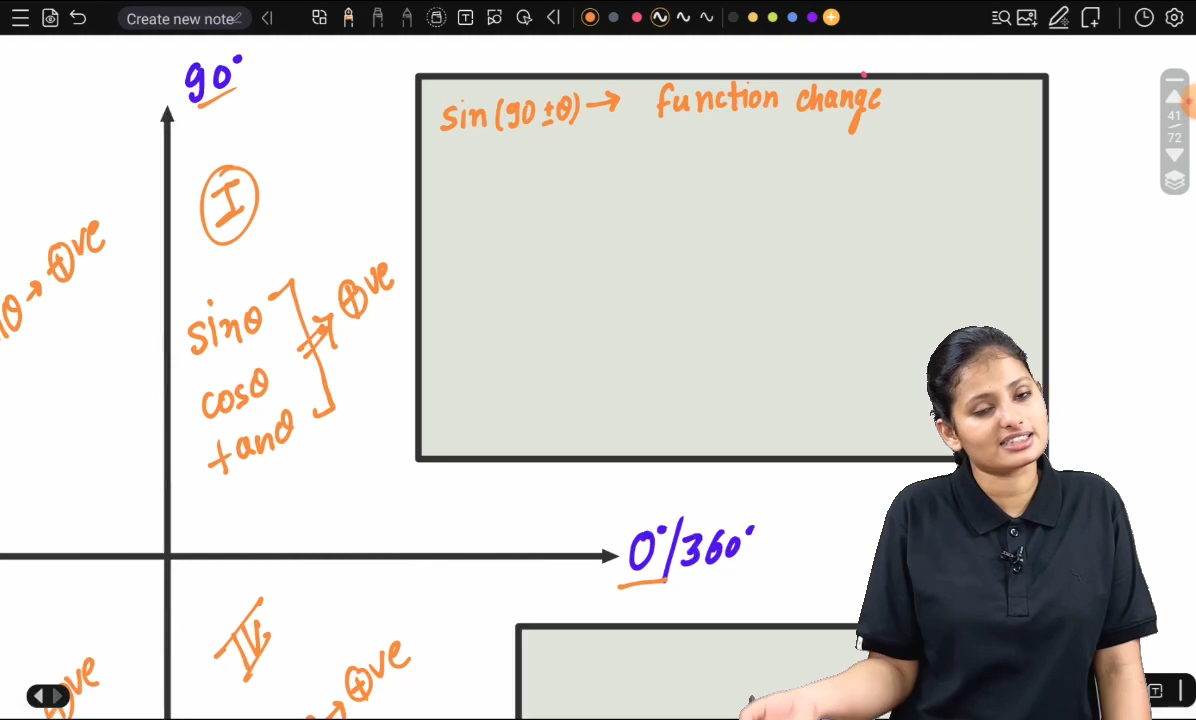 Create new note
90°
sin(90±θ)→ function change
I
sinθ
cosθ
tanθ
→ ⊕ve
θ → ⊕ve
0°/360°
IV
→ ⊕ve
⊕ve
41
72